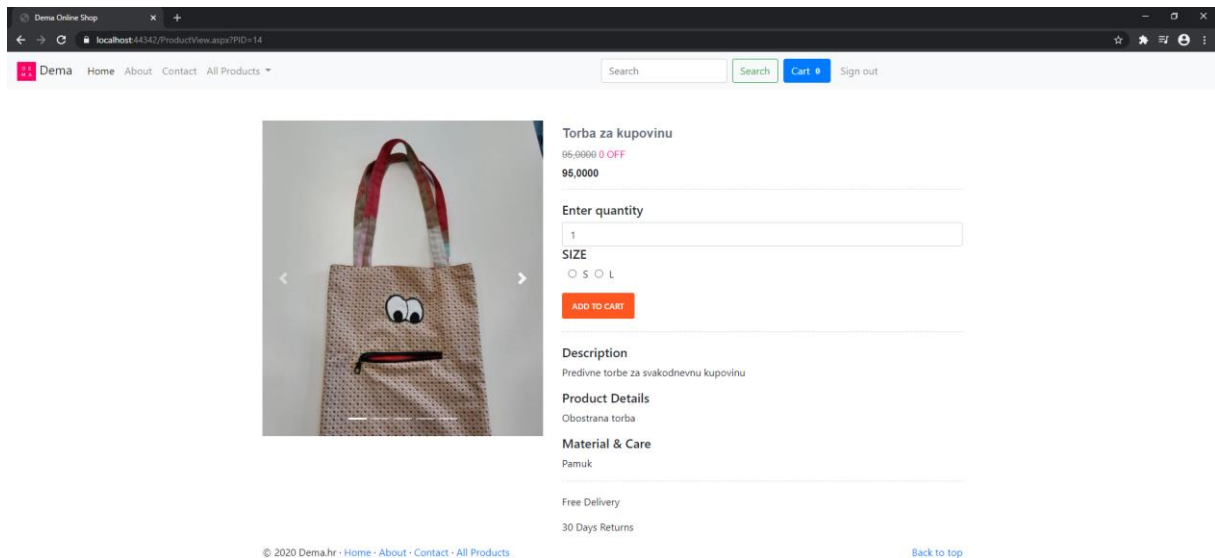 Dema Online Shop
localhost:44342/ProductView.aspx?PID=14
DE
MA
Dema Home About Contact All Products Search Search Cart 0 Sign out
Torba za kupovinu
95,0000 0 OFF
95,0000
Enter quantity
1
SIZE
S L
ADD TO CART
Description
Predivne torbe za svakodnevnu kupovinu
Product Details
Obostrana torba
Material & Care
Pamuk
Free Delivery
30 Days Returns
© 2020 Dema.hr · Home · About · Contact · All Products Back to top